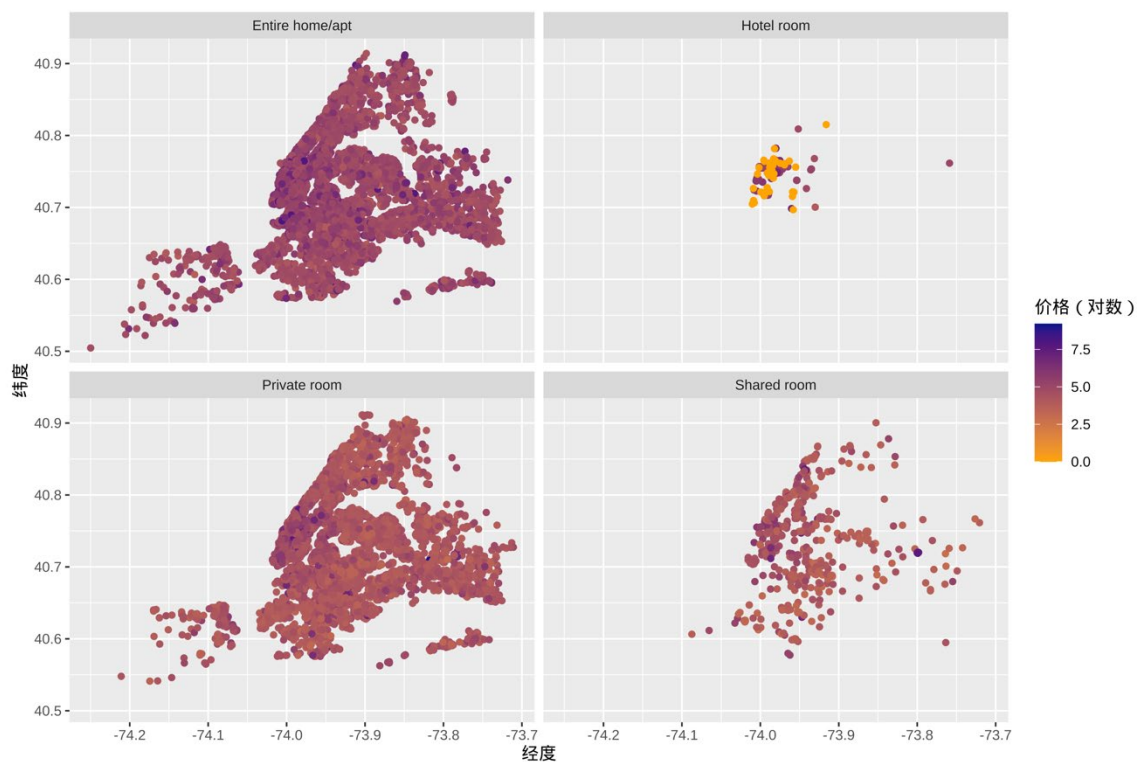 Entire home/apt
Hotel room
40.9
40.8
40.7
40.6
40.5
Private room
Shared room
40.9
40.8
40.7
40.6
40.5
纬度
-74.2 -74.1 -74.0 -73.9 -73.8 -73.7
-74.2 -74.1 -74.0 -73.9 -73.8 -73.7
经度
价格（对数）
7.5
5.0
2.5
0.0